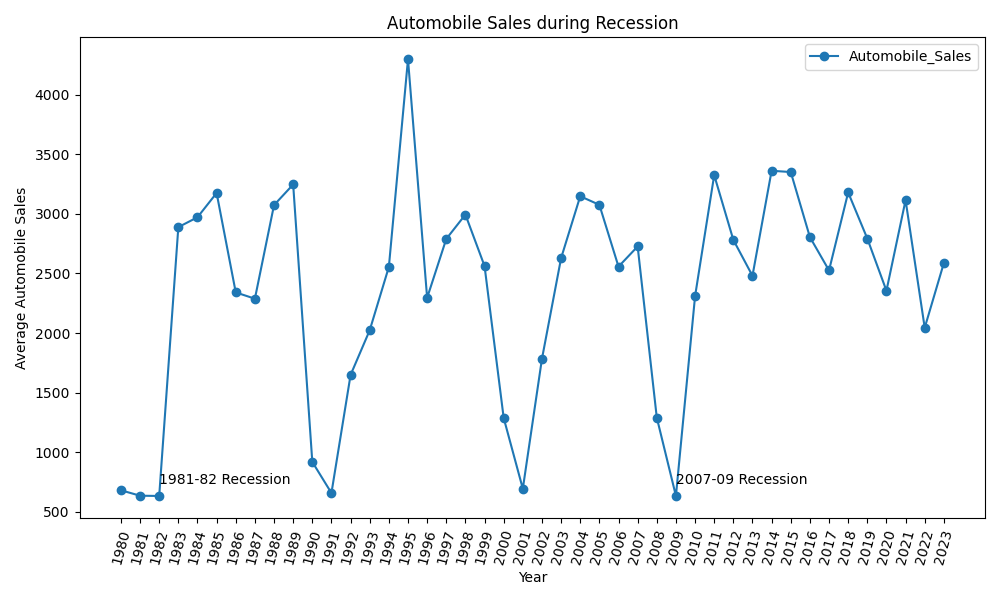 Automobile Sales during Recession
Automobile_Sales
Average Automobile Sales
4000
3500
3000
2500
2000
1500
1000
500
1981-82 Recession
2007-09 Recession
1980 1981 1982 1983 1984 1985 1986 1987 1988 1989 1990 1991 1992 1993 1994 1995 1996 1997 1998 1999 2000 2001 2002 2003 2004 2005 2006 2007 2008 2009 2010 2011 2012 2013 2014 2015 2016 2017 2018 2019 2020 2021 2022 2023
Year